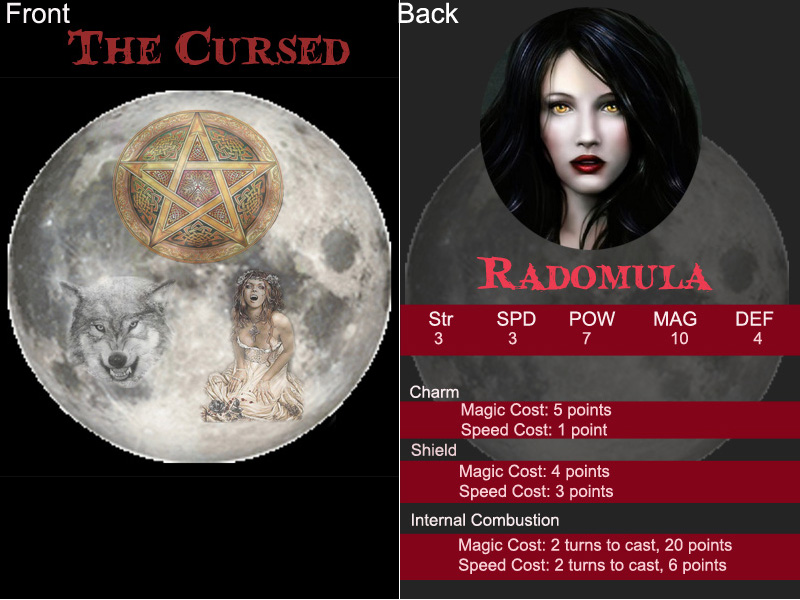 Front
The Cursed
Back
Radomula
Str SPD POW MAG DEF
3 3 7 10 4
Charm
Magic Cost: 5 points
Speed Cost: 1 point
Shield
Magic Cost: 4 points
Speed Cost: 3 points
Internal Combustion
Magic Cost: 2 turns to cast, 20 points
Speed Cost: 2 turns to cast, 6 points